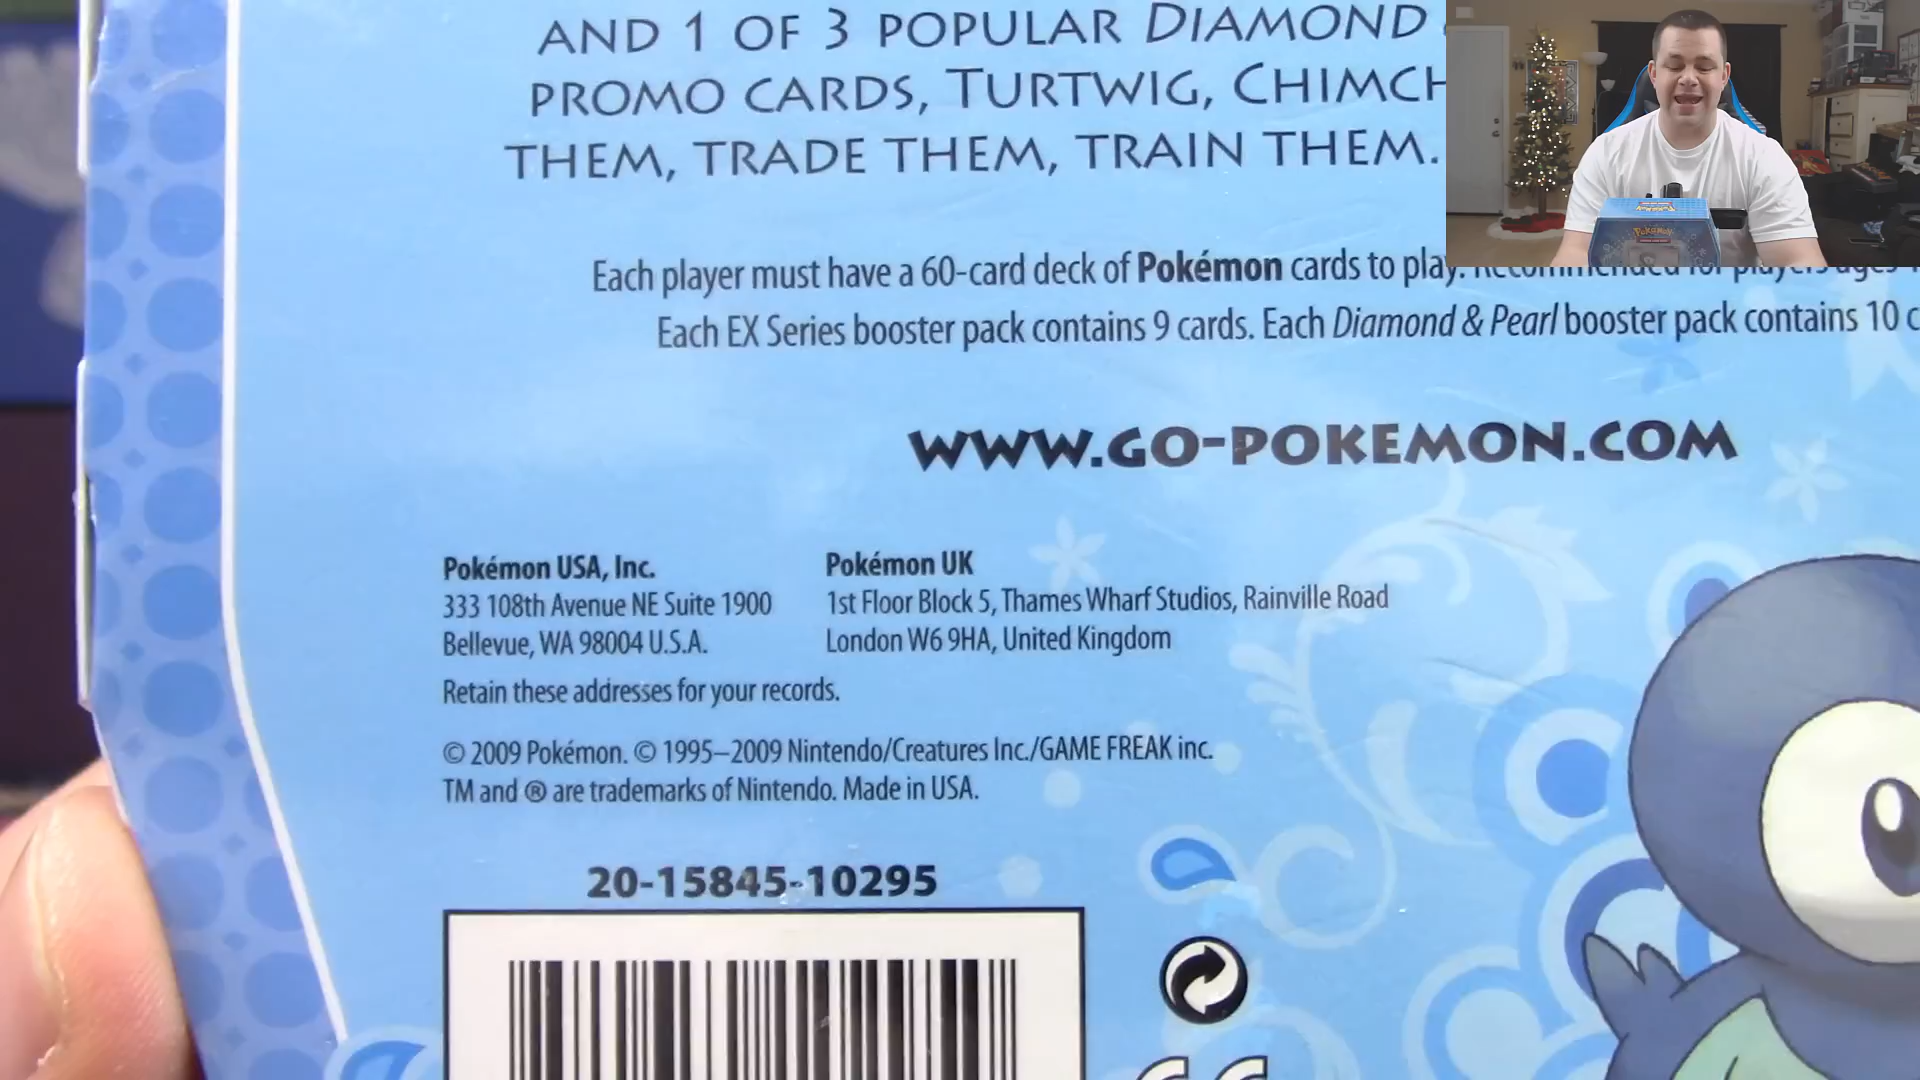 AND 1 OF 3 POPULAR DIAMOND
PROMO CARDS, TURTWIG, CHIMCH
THEM, TRADE THEM, TRAIN THEM.
Each player must have a 60-card deck of Pokémon cards to play. Recommended for players ages
Each EX Series booster pack contains 9 cards. Each Diamond & Pearl booster pack contains 10 c
WWW.GO-POKEMON.COM
Pokémon USA, Inc.
333 108th Avenue NE Suite 1900
Bellevue, WA 98004 U.S.A.
Pokémon UK
1st Floor Block 5, Thames Wharf Studios, Rainville Road
London W6 9HA, United Kingdom
Retain these addresses for your records.
© 2009 Pokémon. © 1995–2009 Nintendo/Creatures Inc./GAME FREAK inc.
TM and ® are trademarks of Nintendo. Made in USA.
20-15845-10295
Pokémon